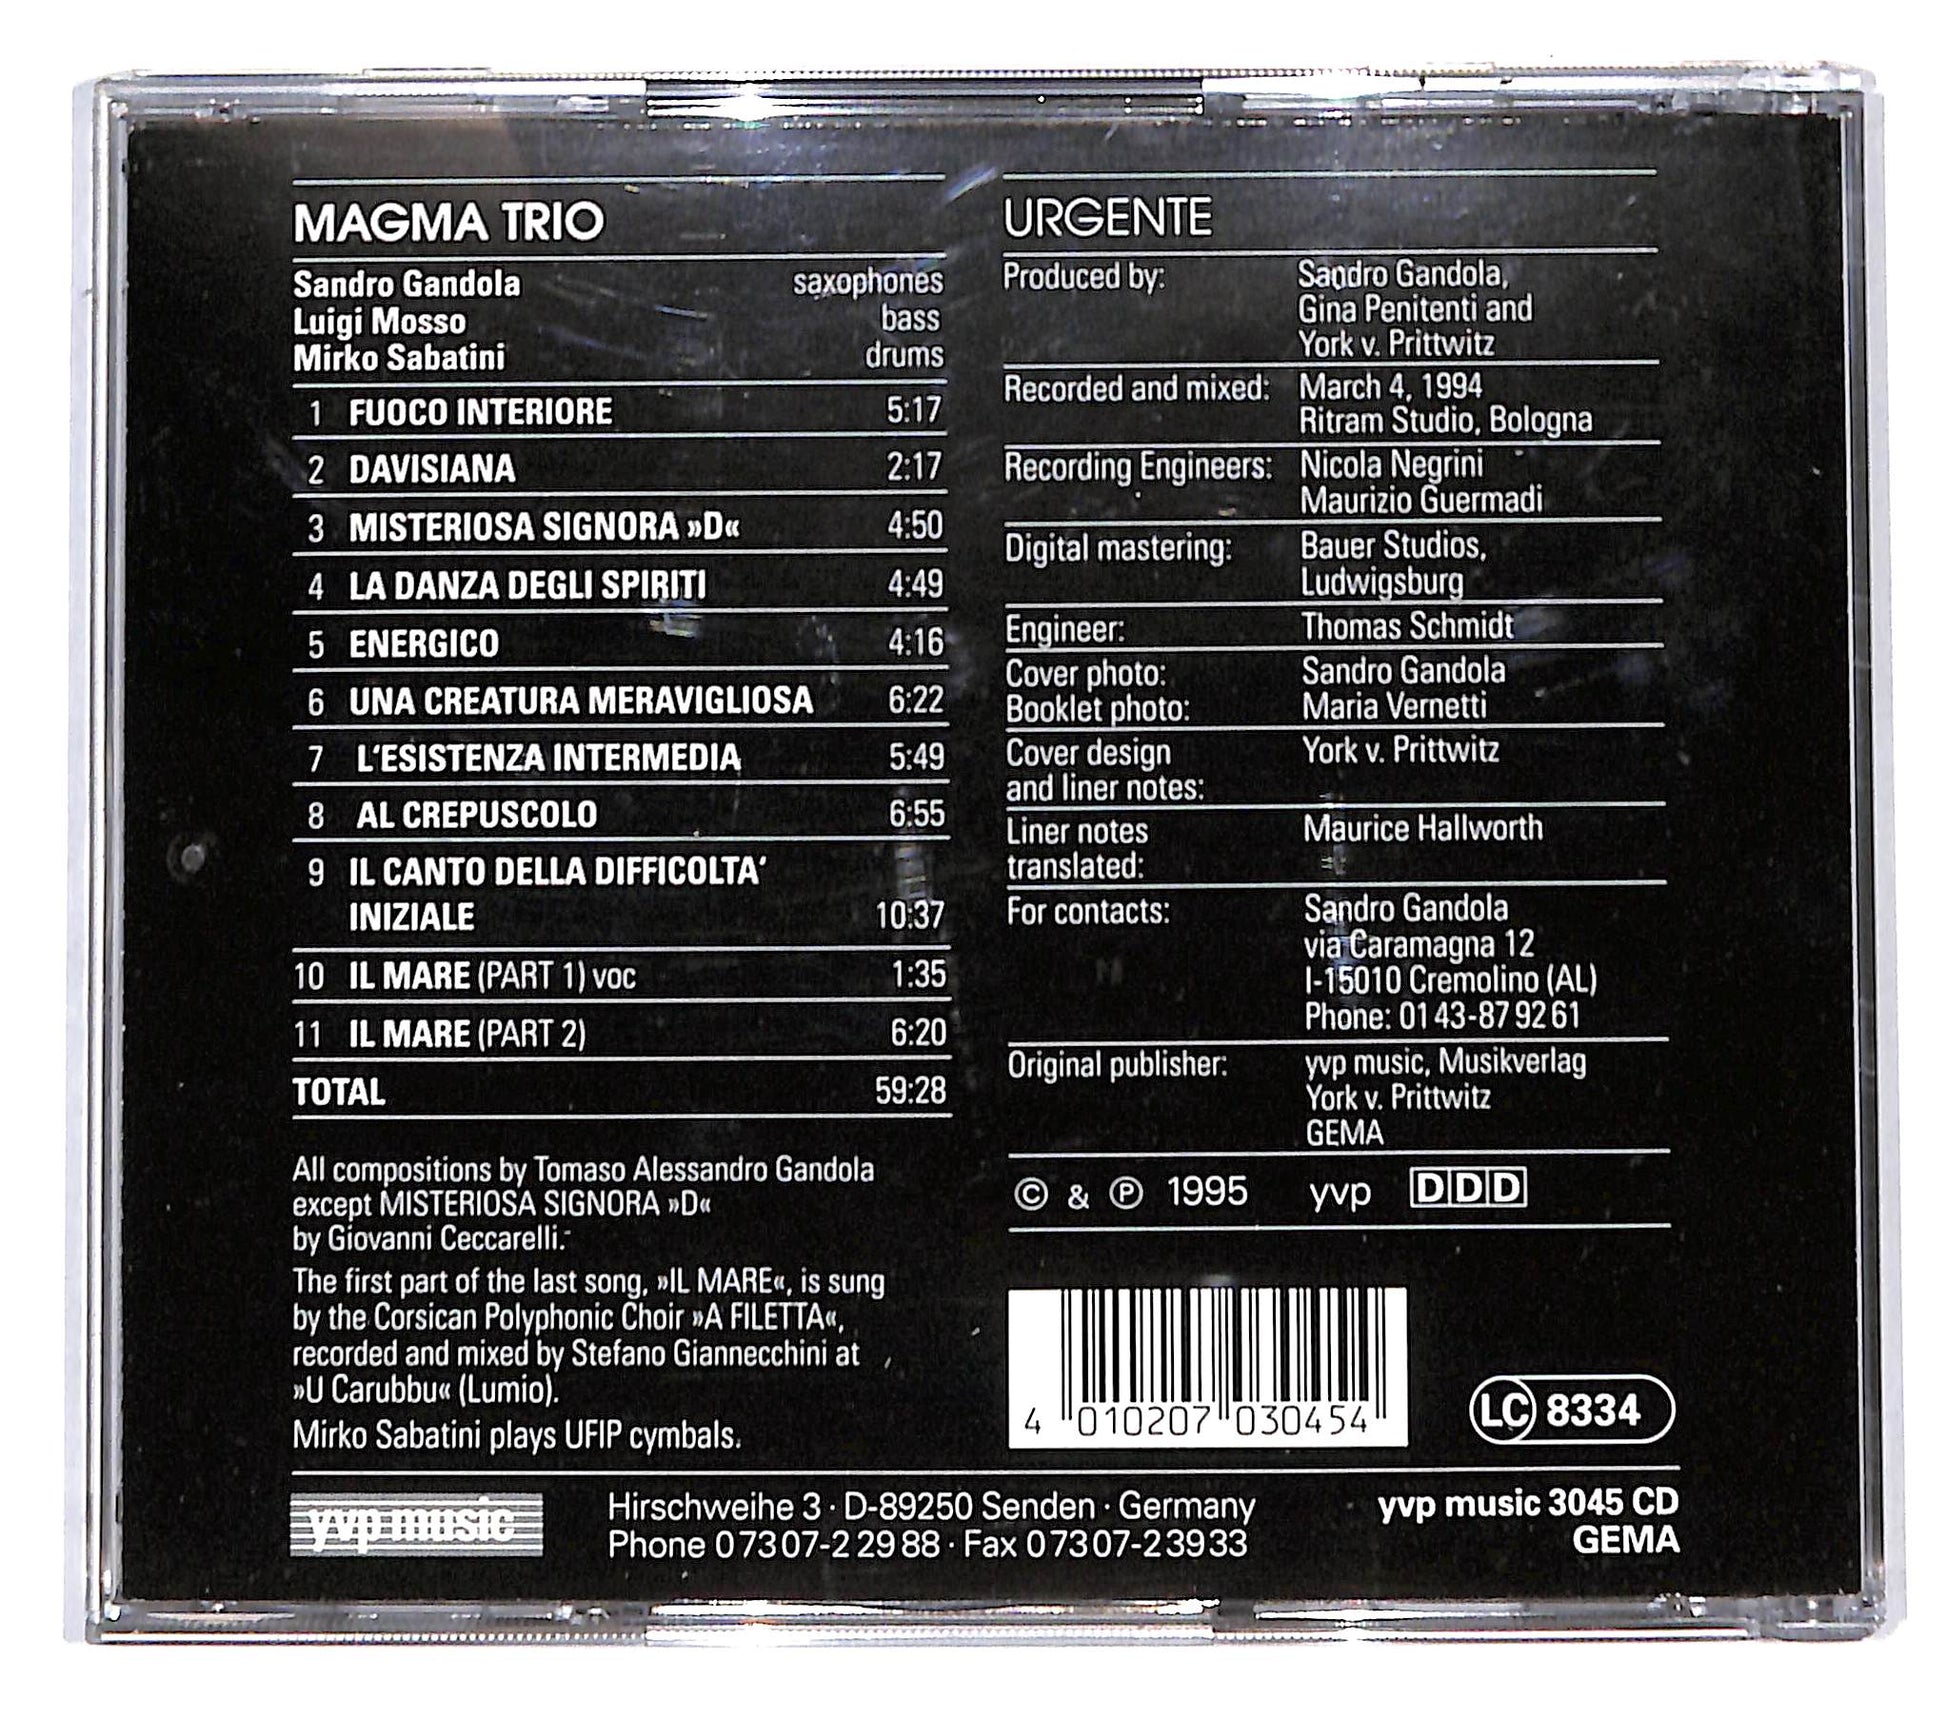 MAGMA TRIO
Sandro Gandola saxophones
Luigi Mosso bass
Mirko Sabatini drums
1 FUOCO INTERIORE 5:17
2 DAVISIANA 2:17
3 MISTERIOSA SIGNORA »D« 4:50
4 LA DANZA DEGLI SPIRITI 4:49
5 ENERGICO 4:16
6 UNA CREATURA MERAVIGLIOSA 6:22
7 L'ESISTENZA INTERMEDIA 5:49
8 AL CREPUSCOLO 6:55
9 IL CANTO DELLA DIFFICOLTA'
INIZIALE 10:37
10 IL MARE (PART 1) voc 1:35
11 IL MARE (PART 2) 6:20
TOTAL 59:28
All compositions by Tomaso Alessandro Gandola
except MISTERIOSA SIGNORA »D«
by Giovanni Ceccarelli.
The first part of the last song, »IL MARE«, is sung
by the Corsican Polyphonic Choir »A FILETTA«,
recorded and mixed by Stefano Giannecchini at
»U Carubbu« (Lumio).
Mirko Sabatini plays UFIP cymbals.
URGENTE
Produced by: Sandro Gandola,
Gina Penitenti and
York v. Prittwitz
Recorded and mixed: March 4, 1994
Ritram Studio, Bologna
Recording Engineers: Nicola Negrini
Maurizio Guermadi
Digital mastering: Bauer Studios,
Ludwigsburg
Engineer: Thomas Schmidt
Cover photo: Sandro Gandola
Booklet photo: Maria Vernetti
Cover design York v. Prittwitz
and liner notes:
Liner notes Maurice Hallworth
translated:
For contacts: Sandro Gandola
via Caramagna 12
I-15010 Cremolino (AL)
Phone: 01 43-87 92 61
Original publisher: yvp music, Musikverlag
York v. Prittwitz
GEMA
© & ℗ 1995 yvp DDD
4 010207 030454
LC 8334
yvp music
Hirschweihe 3 · D-89250 Senden · Germany
Phone 0 73 07-2 29 88 · Fax 0 73 07-2 39 33
yvp music 3045 CD
GEMA